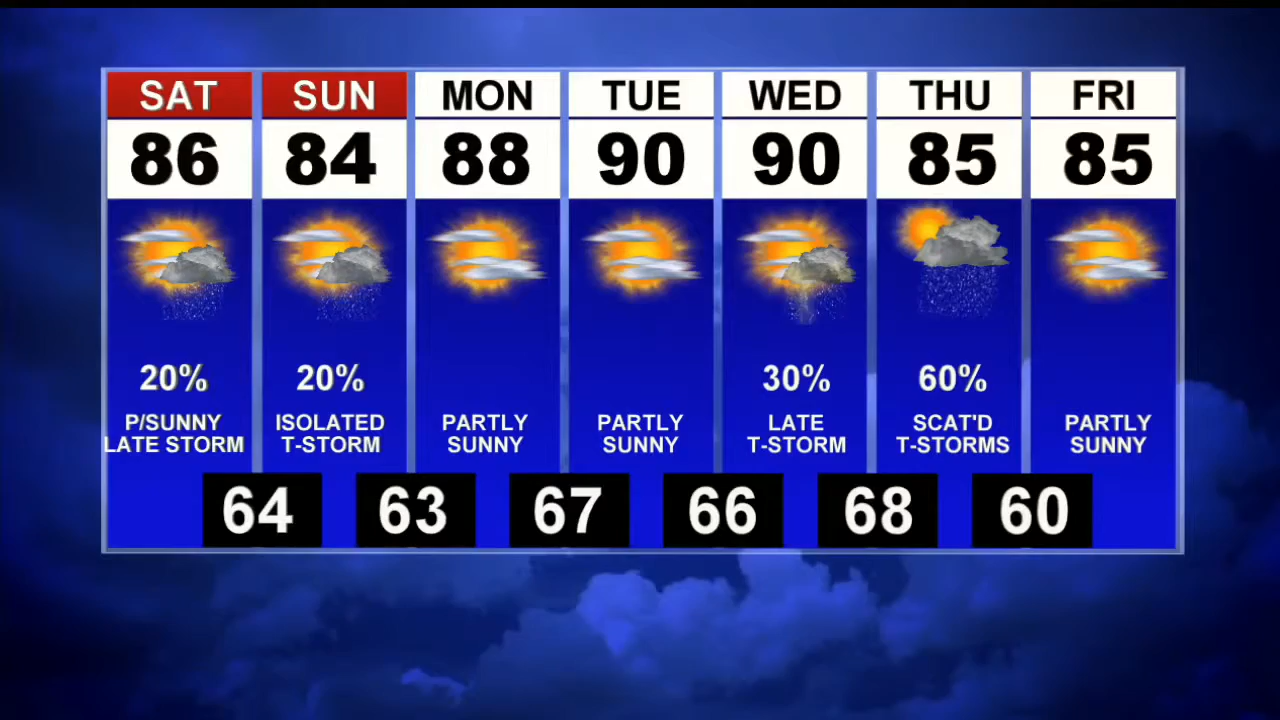 SAT SUN MON TUE WED THU FRI
86 84 88 90 90 85 85
20% 20% 30% 60%
P/SUNNY ISOLATED PARTLY PARTLY LATE SCAT'D PARTLY
LATE STORM T-STORM SUNNY SUNNY T-STORM T-STORMS SUNNY
64 63 67 66 68 60